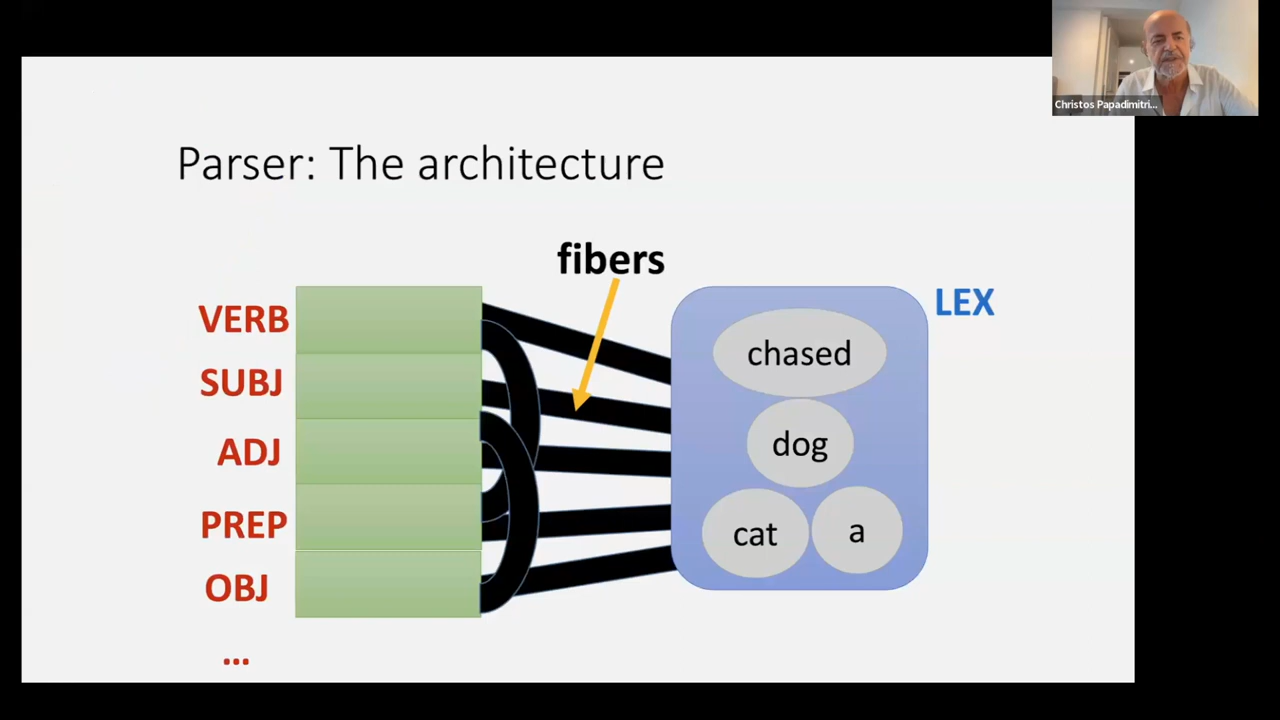 Christos Papadimitri...
Parser: The architecture
fibers
VERB
SUBJ
ADJ
PREP
OBJ
...
LEX
chased
dog
cat
a